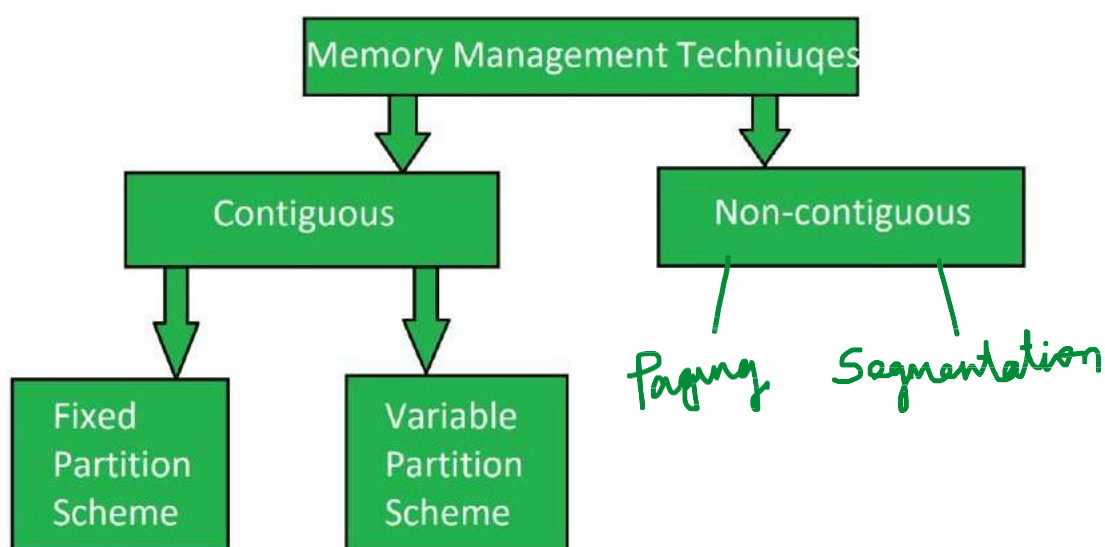 Memory Management Techniuqes
Contiguous
Non-contiguous
Paging
Segmentation
Fixed
Partition
Scheme
Variable
Partition
Scheme